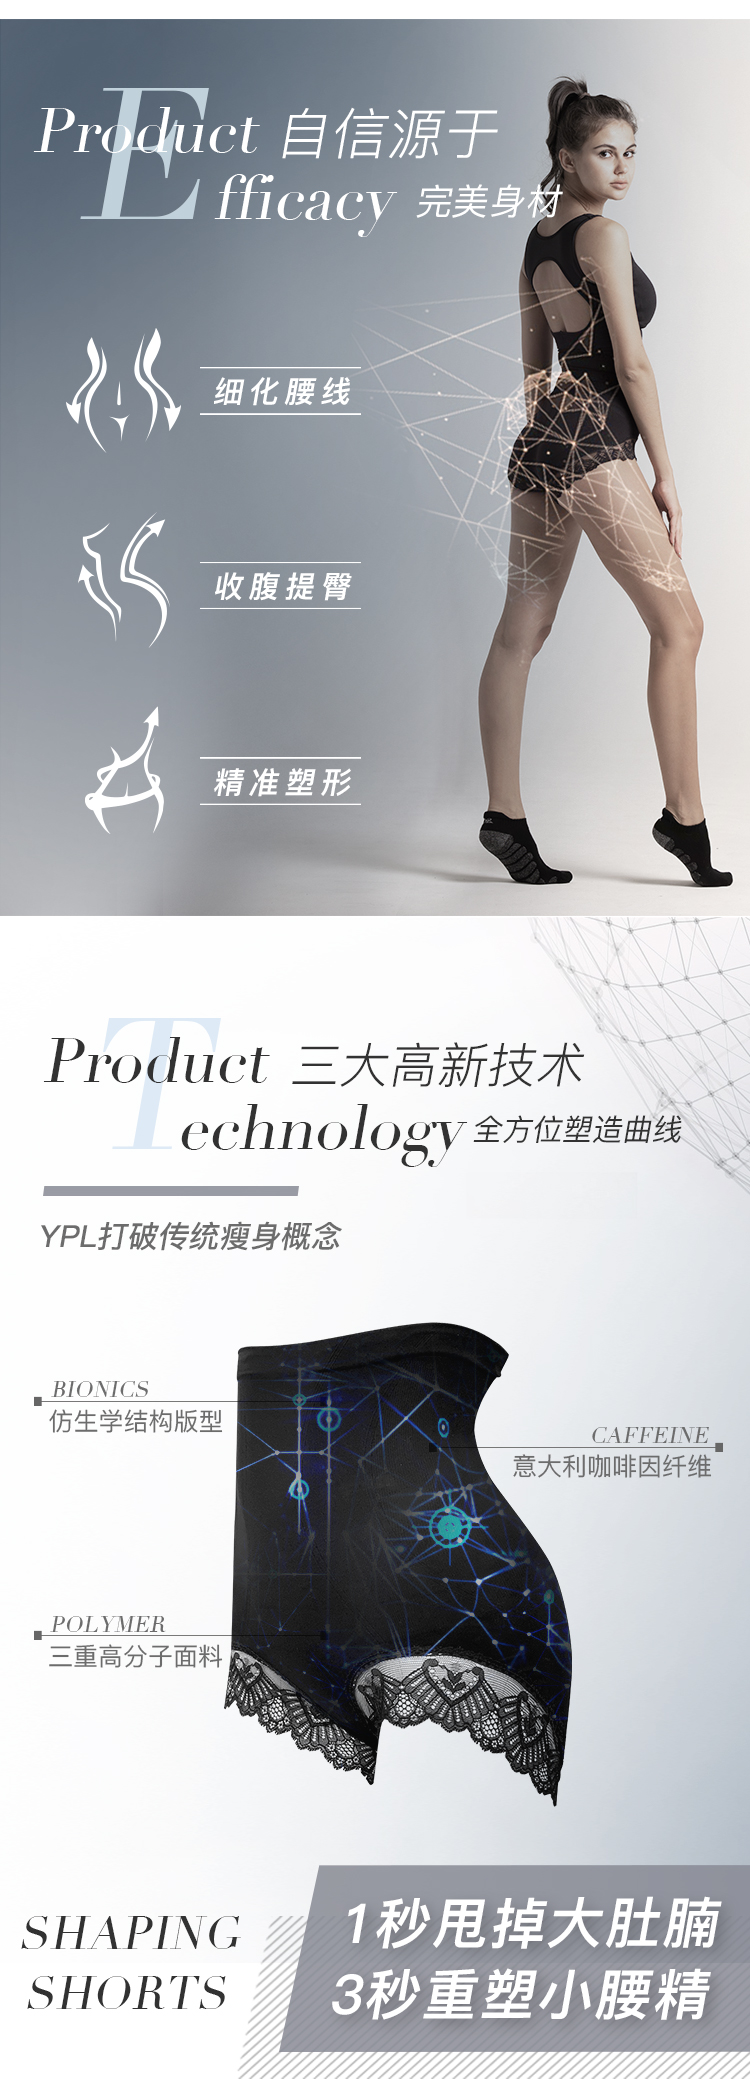 Product 自信源于
Efficacy 完美身材
细化腰线
收腹提臀
精准塑形
Product 三大高新技术
Technology 全方位塑造曲线
YPL打破传统瘦身概念
BIONICS
仿生学结构版型
CAFFEINE
意大利咖啡因纤维
POLYMER
三重高分子面料
SHAPING
SHORTS
1秒甩掉大肚腩
3秒重塑小腰精